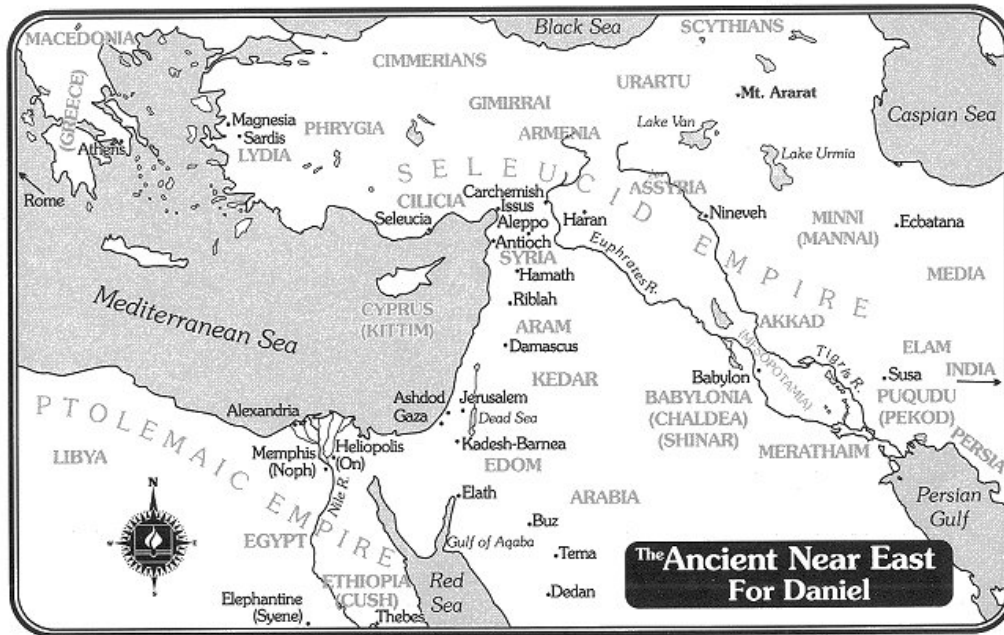 MACEDONIA
Black Sea
SCYTHIANS
CIMMERIANS
URARTU
Caspian Sea
(GREECE)
Magnesia
Sardis
PHRYGIA
GIMIRRAI
Mt. Ararat
Athens
LYDIA
ARMENIA
Lake Van
Lake Urmia
Rome
SELEUCID EMPIRE
CILICIA
Carchemish
Issus
Aleppo
Seleucia
Antioch
Haran
ASSYRIA
Nineveh
MINNI
(MANNAI)
Ecbatana
SYRIA
Hamath
Euphrates R.
MEDIA
Mediterranean Sea
CYPRUS
(KITTIM)
Riblah
ARAM
Damascus
AKKAD
(MESOPOTAMIA)
Tigris R.
ELAM
INDIA
KEDAR
Babylon
Susa
Ashdod
Gaza
Jerusalem
Dead Sea
BABYLONIA
(CHALDEA)
(SHINAR)
PUQUDU
(PEKOD)
PTOLEMAIC EMPIRE
Alexandria
Kadesh-Barnea
MERATHAIM
PERSIA
LIBYA
Memphis
(Noph)
Heliopolis
(On)
EDOM
Nile R.
Elath
ARABIA
Persian
Gulf
N
W
E
S
EGYPT
Gulf of Aqaba
Buz
Tema
ETHIOPIA
(CUSH)
Red
Sea
Dedan
Elephantine
(Syene)
Thebes
The Ancient Near East
For Daniel